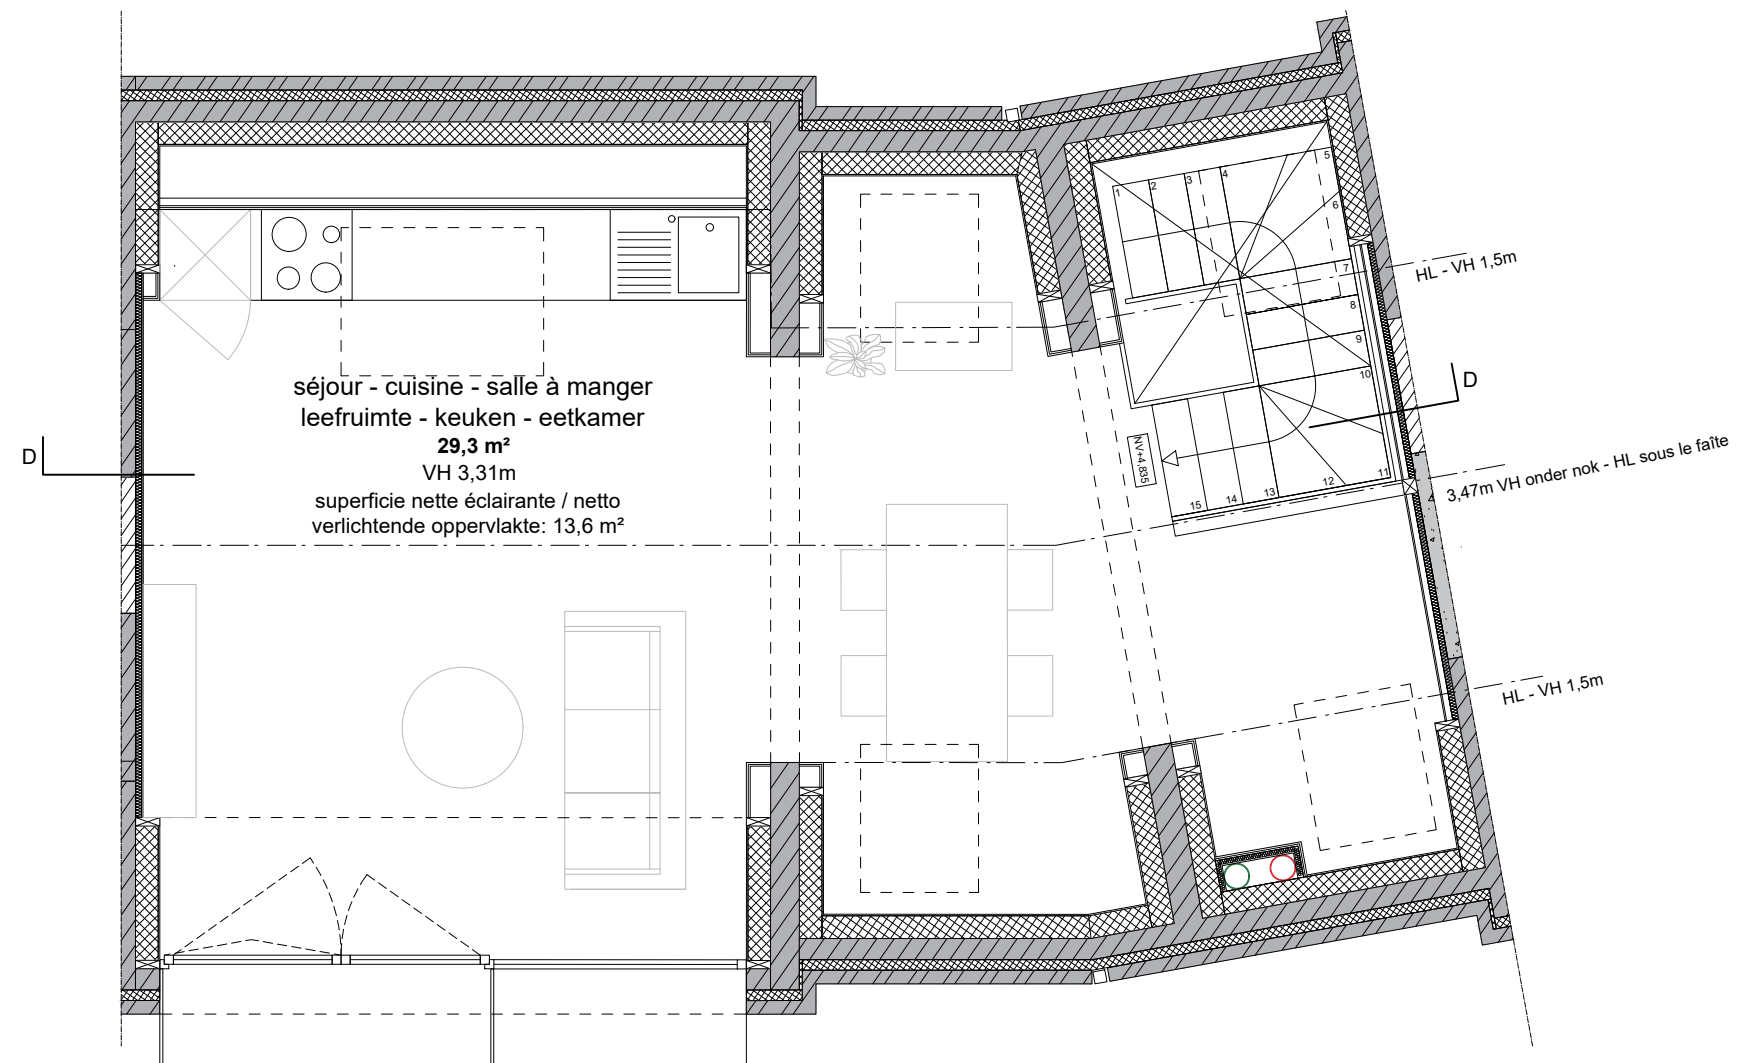 1
2
3
4
5
6
7
8
9
10
11
12
13
14
15
HL - VH 1,5m
D
séjour - cuisine - salle à manger
leefruimte - keuken - eetkamer
29,3 m²
VH 3,31m
superficie nette éclairante / netto
verlichtende oppervlakte: 13,6 m²
D
NV+4.835
3,47m VH onder nok - HL sous le faîte
HL - VH 1,5m